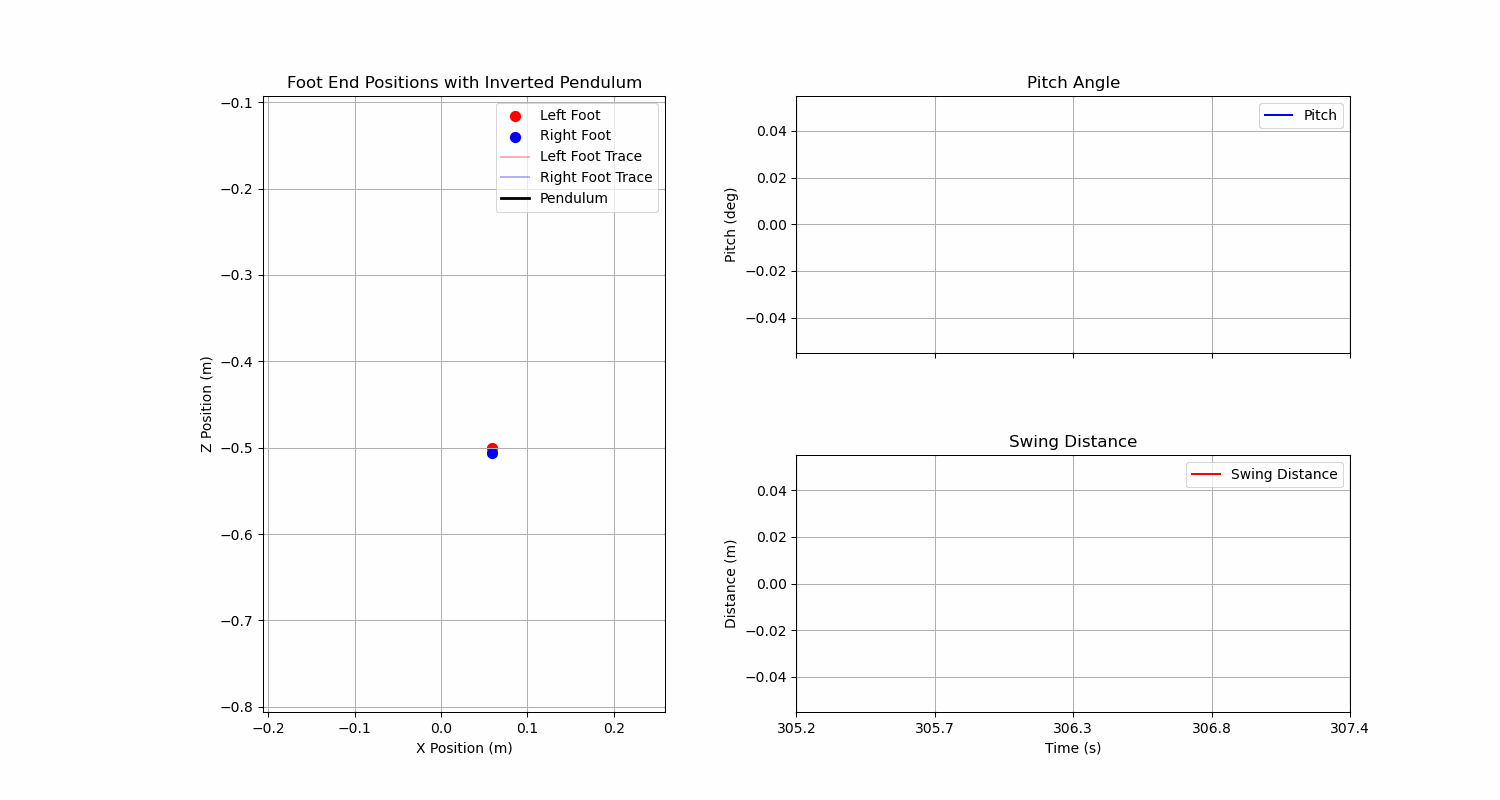 Foot End Positions with Inverted Pendulum
−0.1
−0.2
−0.3
−0.4
−0.5
−0.6
−0.7
−0.8
Z Position (m)
Left Foot
Right Foot
Left Foot Trace
Right Foot Trace
Pendulum
−0.2 −0.1 0.0 0.1 0.2
X Position (m)
Pitch Angle
0.04
0.02
0.00
−0.02
−0.04
Pitch (deg)
Pitch
Swing Distance
0.04
0.02
0.00
−0.02
−0.04
Distance (m)
Swing Distance
305.2 305.7 306.3 306.8 307.4
Time (s)